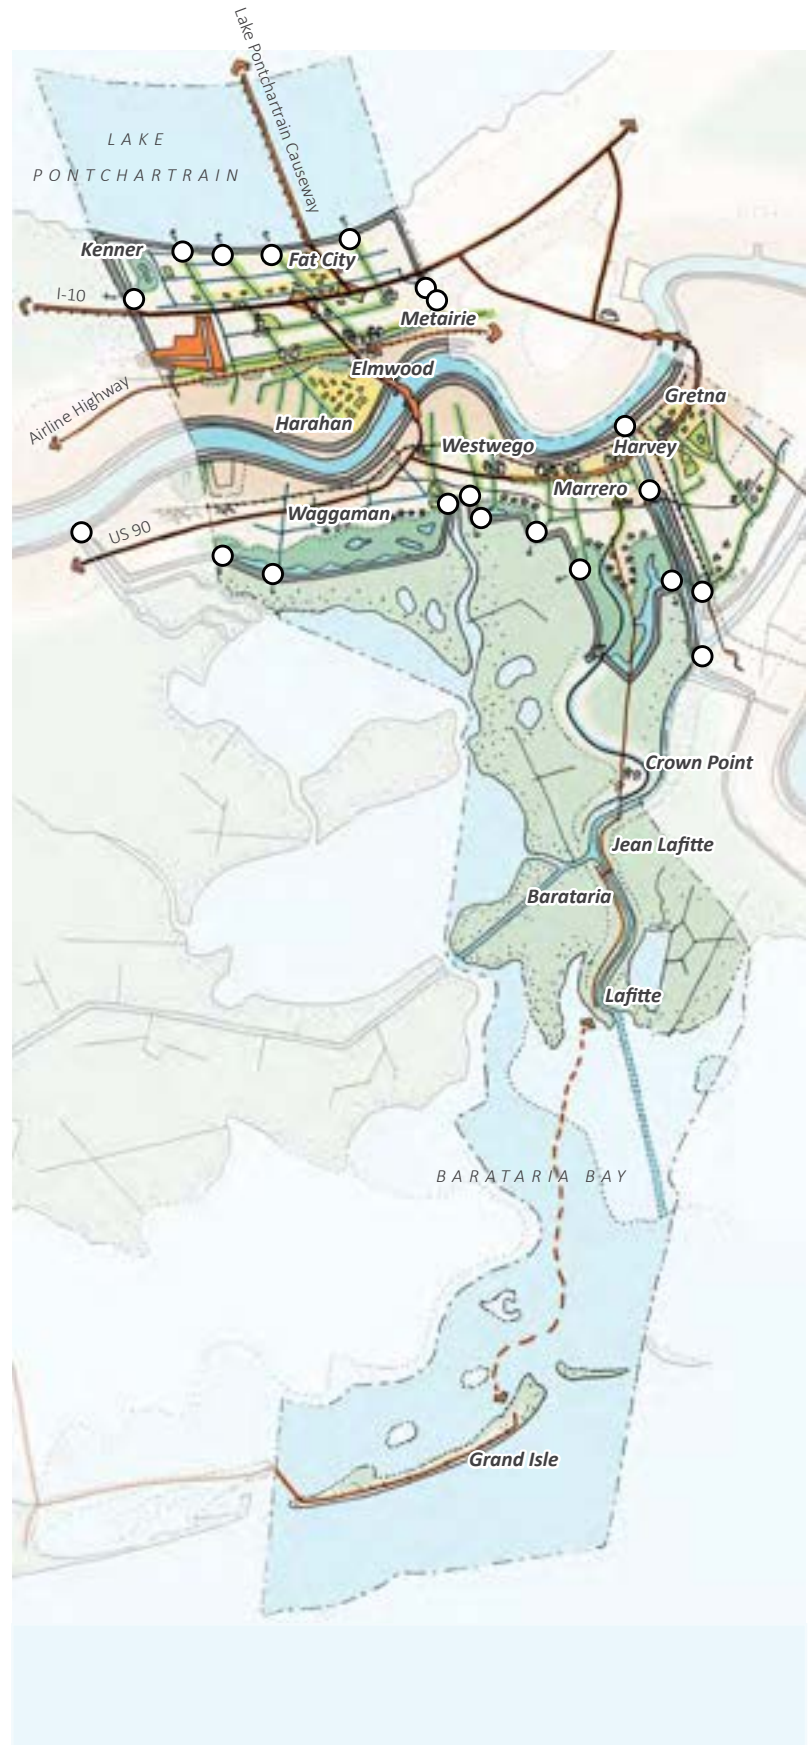 Lake Pontchartrain Causeway
LAKE
PONTCHARTRAIN
Kenner
Fat City
I-10
Metairie
Elmwood
Airline Highway
Gretna
Harahan
Westwego
Harvey
Marrero
Waggaman
US 90
Crown Point
Jean Lafitte
Barataria
Lafitte
BARATARIA BAY
Grand Isle